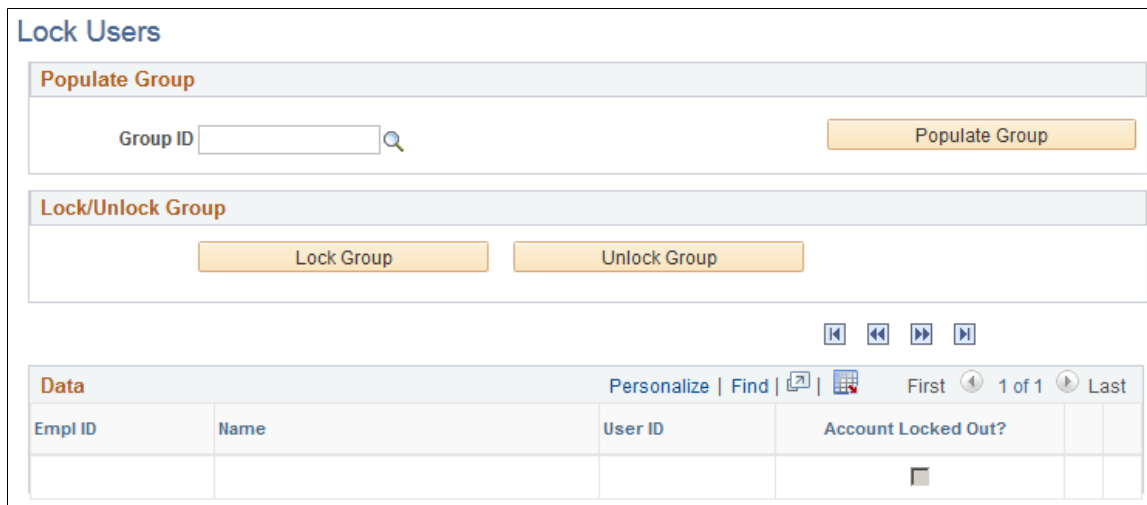 Lock Users
Populate Group
Group ID Populate Group
Lock/Unlock Group
Lock Group Unlock Group
Data Personalize | Find | | First 1 of 1 Last
Empl ID Name User ID Account Locked Out?